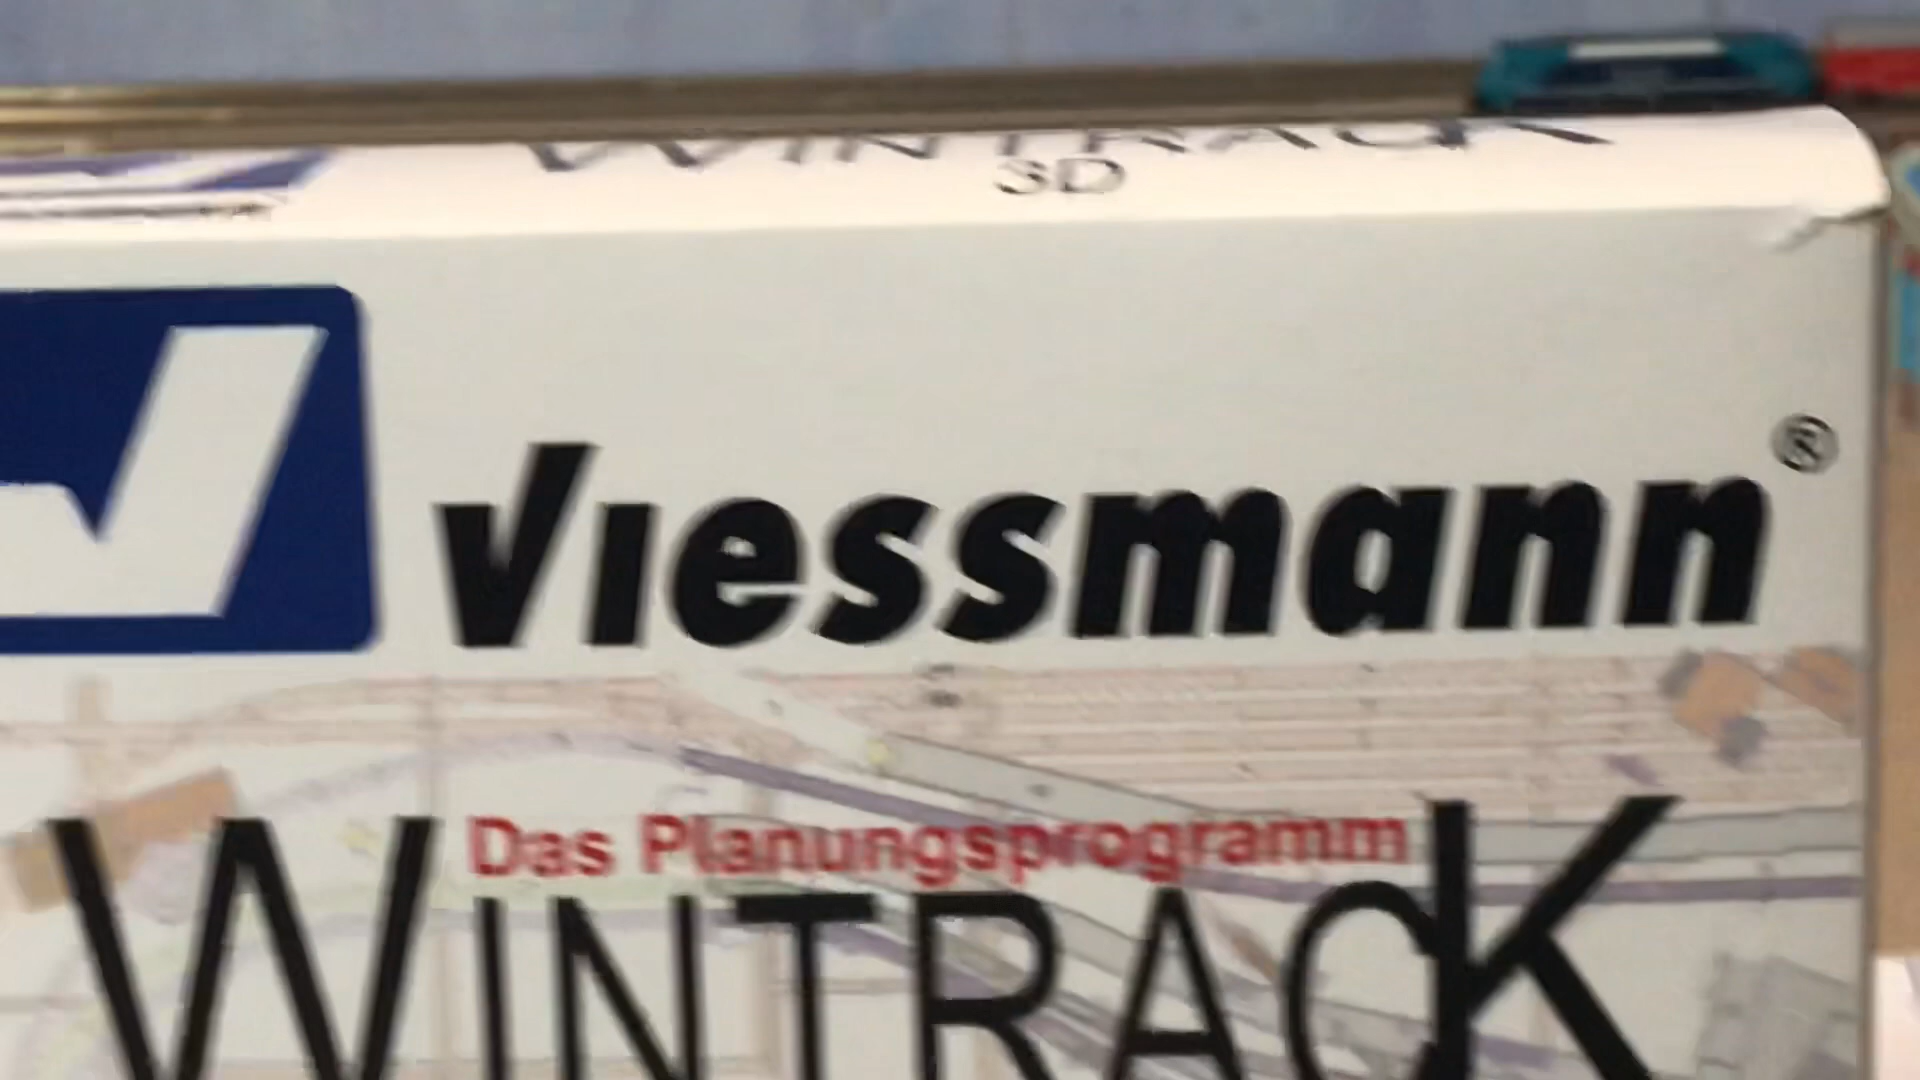 WINTRACK
3D
Viessmann®
Das Planungsprogramm
WINTRACK